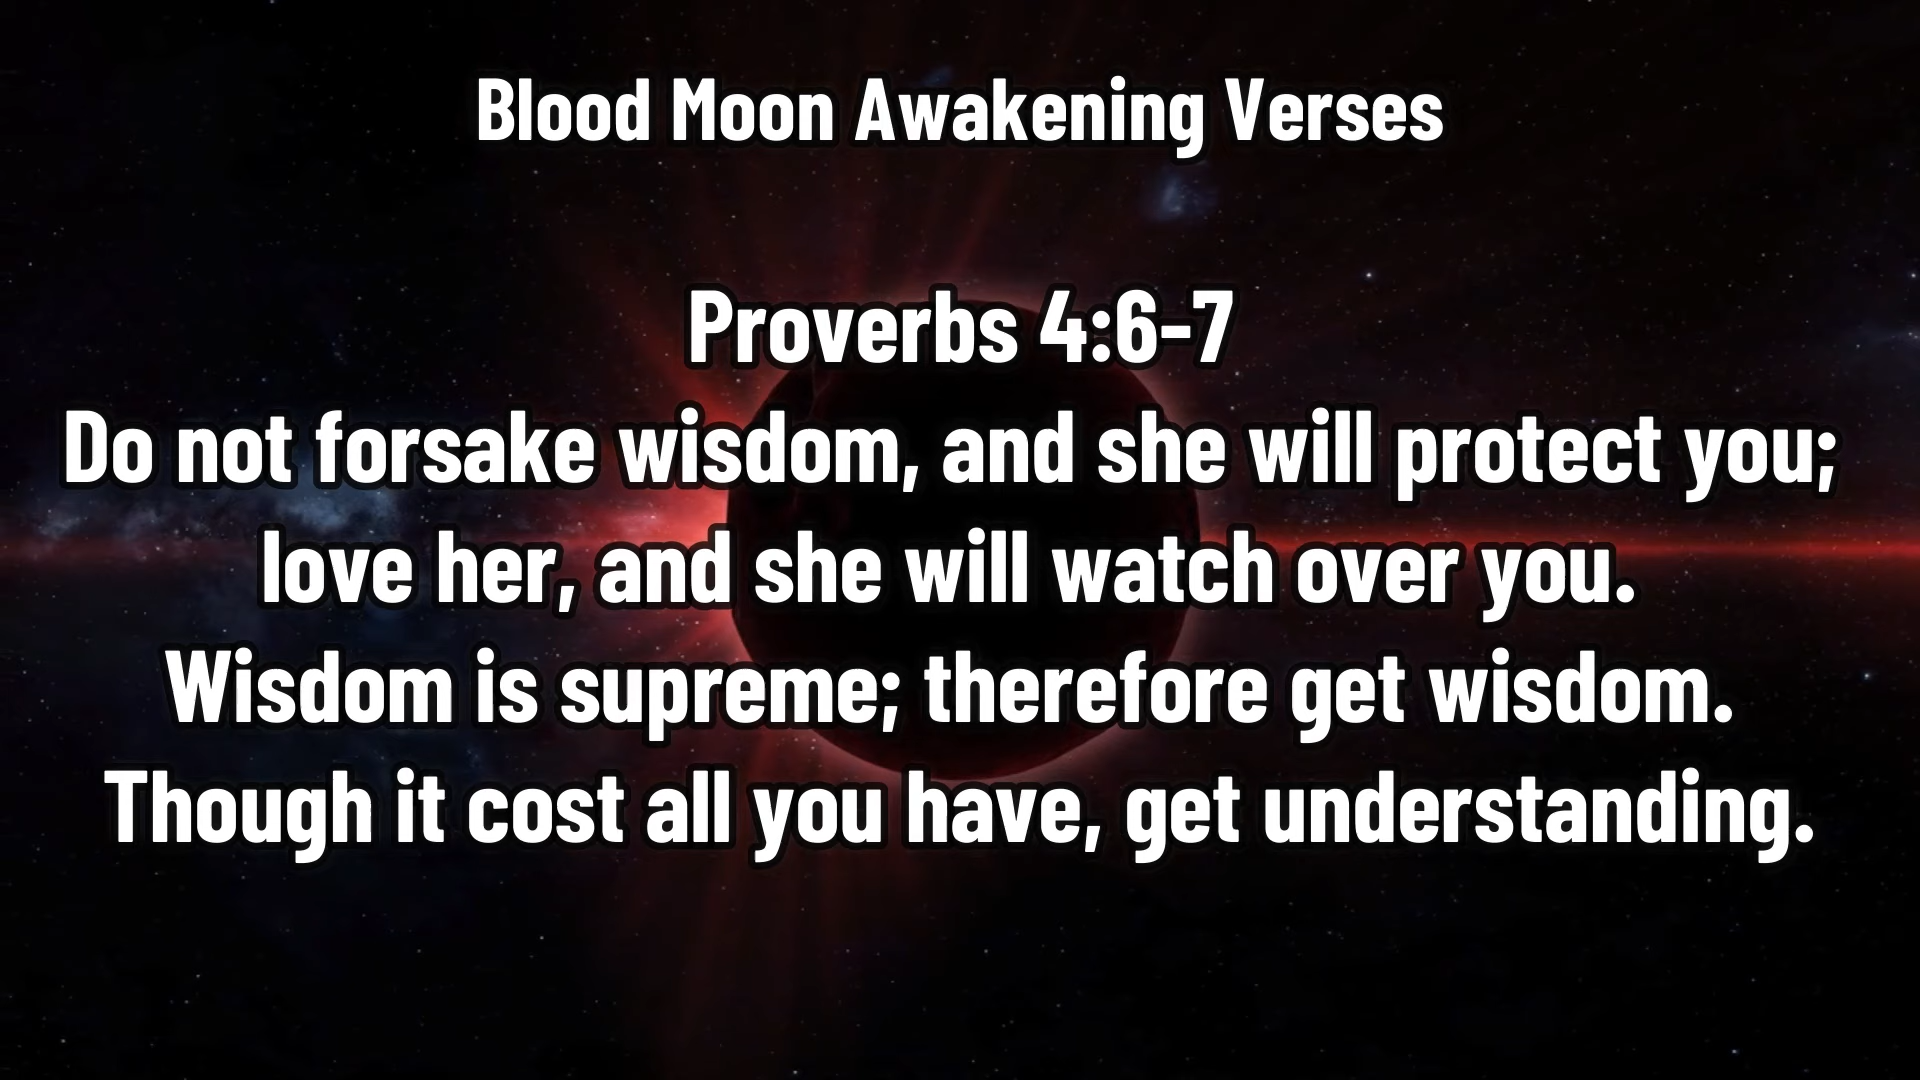 Blood Moon Awakening Verses
Proverbs 4:6-7
Do not forsake wisdom, and she will protect you;
love her, and she will watch over you.
Wisdom is supreme; therefore get wisdom.
Though it cost all you have, get understanding.